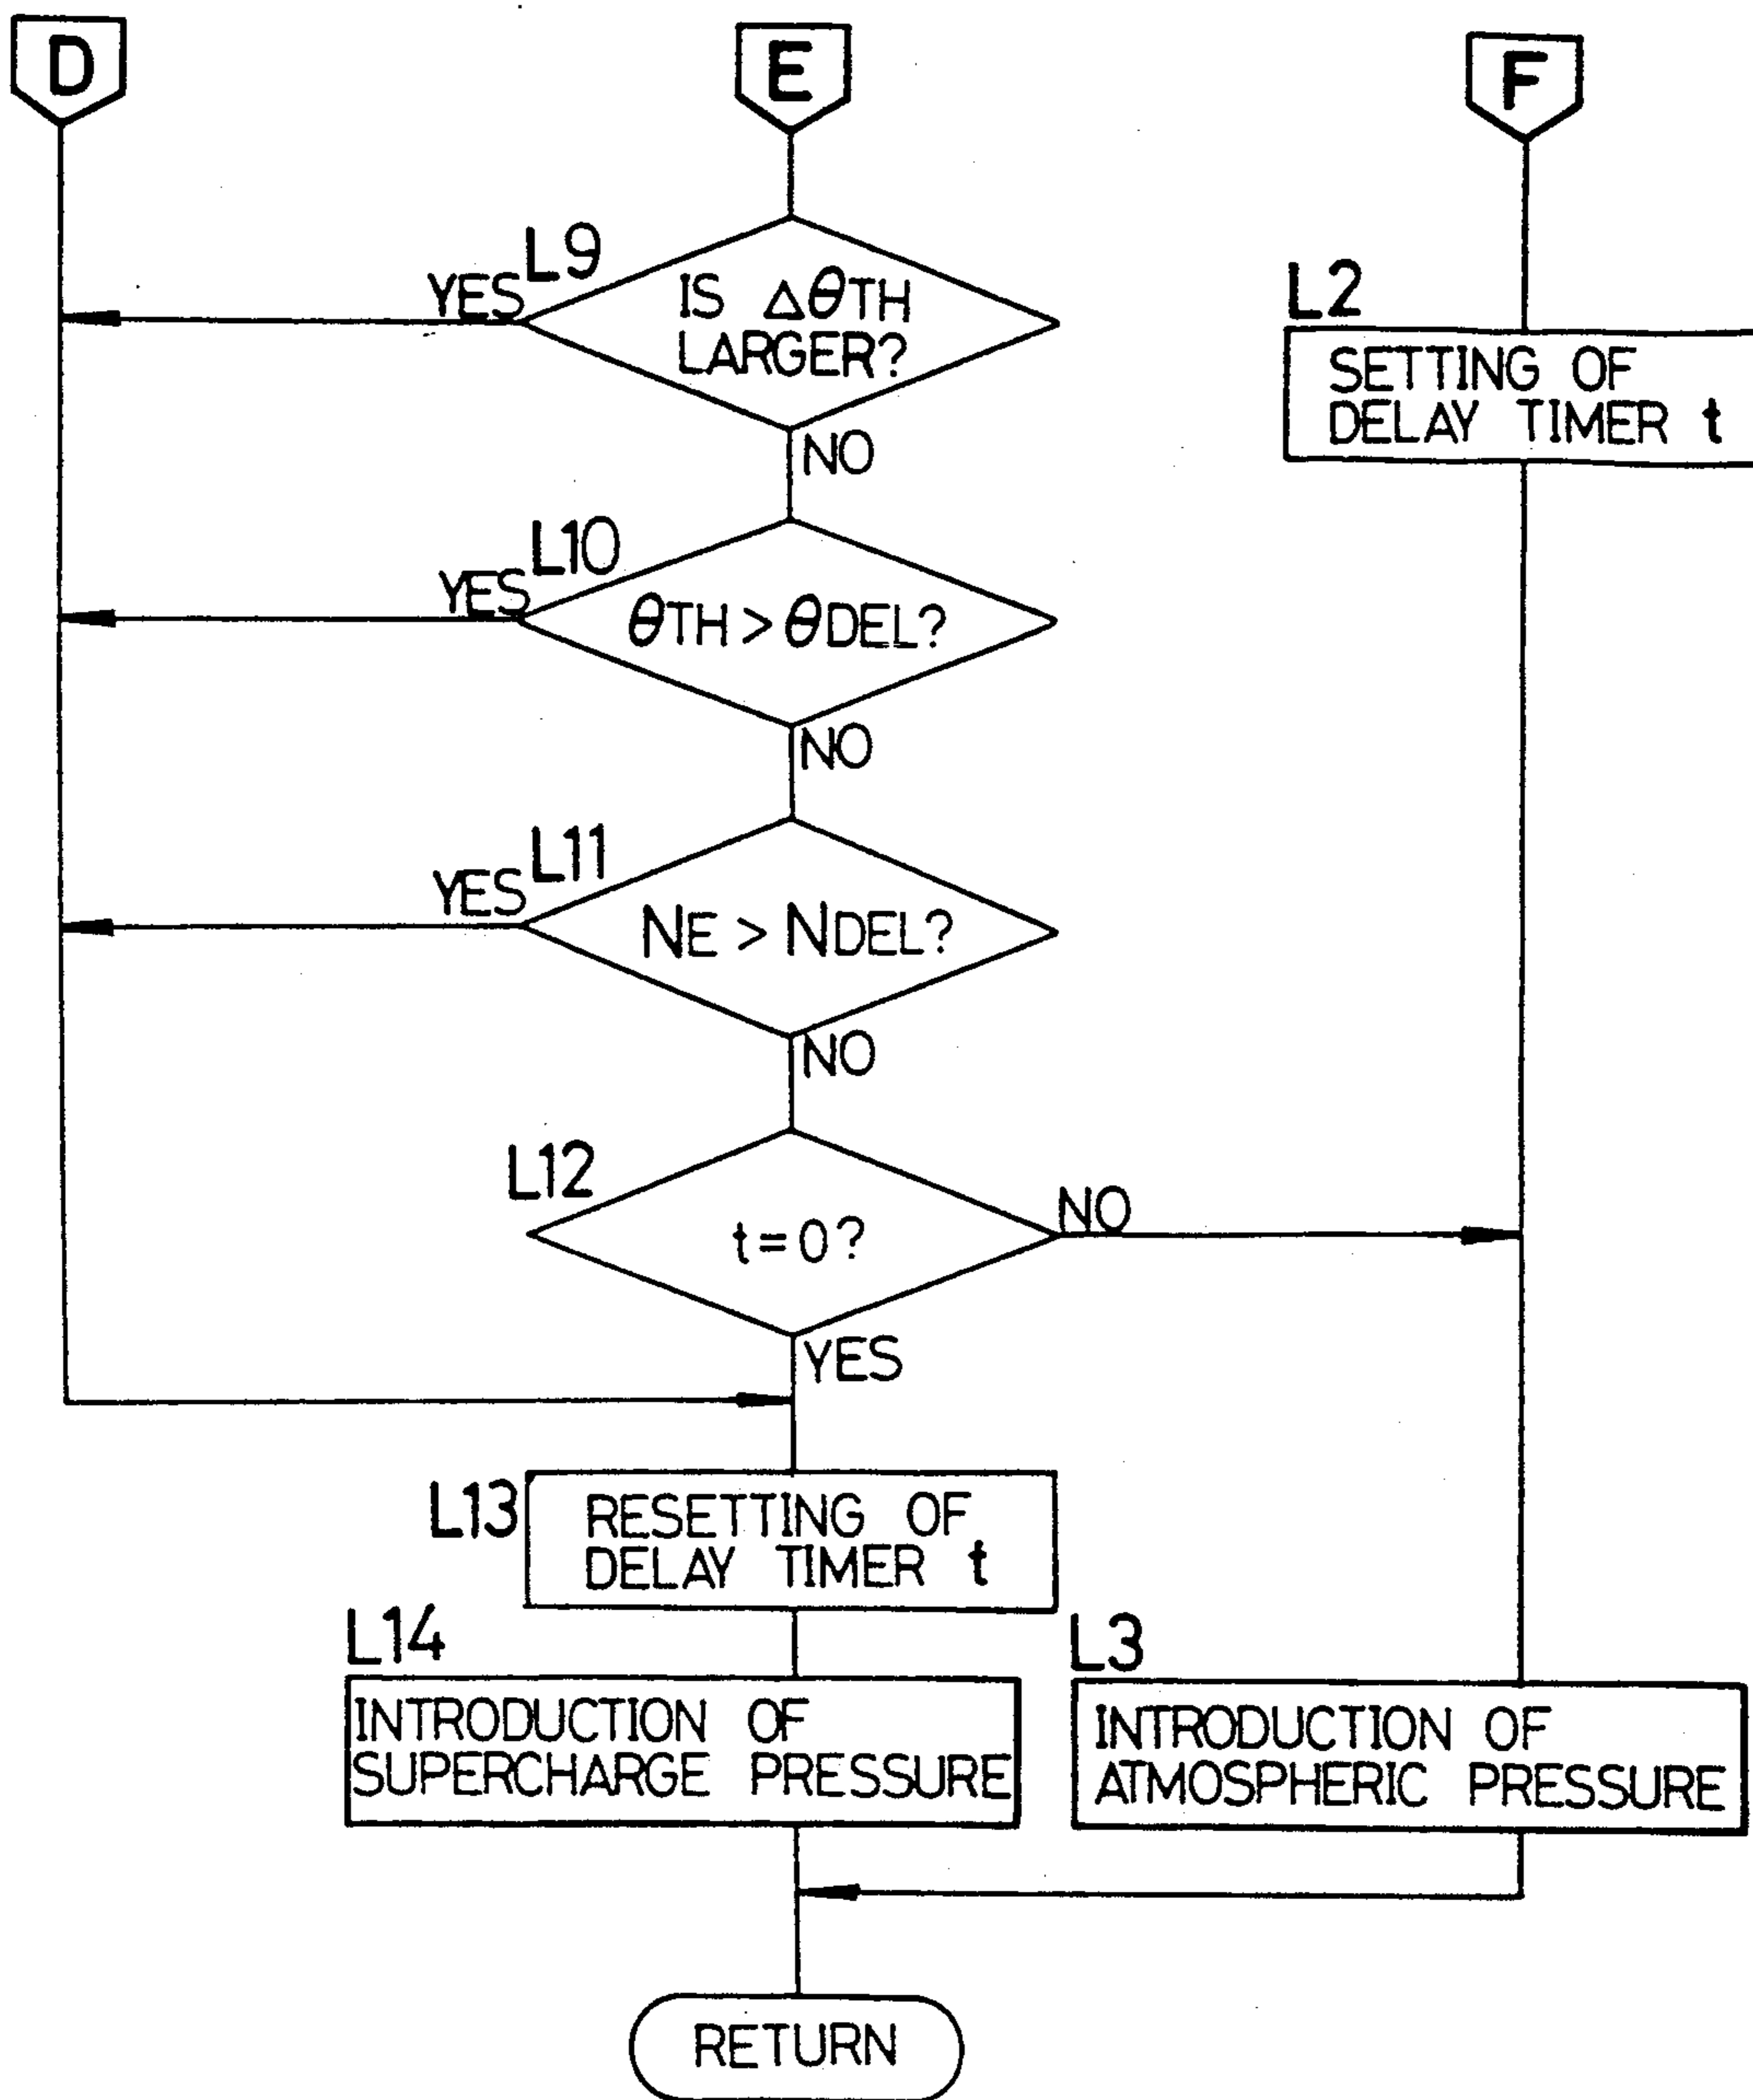 D
E
F
L9
YES
IS ΔθTH
LARGER?
NO
L2
SETTING OF
DELAY TIMER t
L10
YES
θTH > θDEL?
NO
L11
YES
NE > NDEL?
NO
L12
t=0?
NO
YES
L13
RESETTING OF
DELAY TIMER t
L14
INTRODUCTION OF
SUPERCHARGE PRESSURE
L3
INTRODUCTION OF
ATMOSPHERIC PRESSURE
RETURN